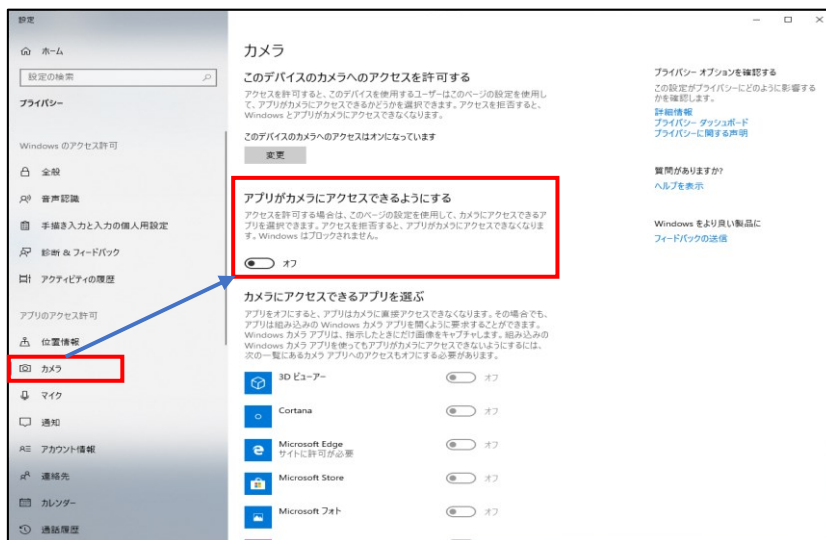 設定
ホーム
設定の検索
プライバシー
Windows のアクセス許可
全般
音声認識
手書き入力と入力の個人用設定
診断 & フィードバック
アクティビティの履歴
アプリのアクセス許可
位置情報
カメラ
マイク
通知
アカウント情報
連絡先
カレンダー
通話履歴
カメラ
このデバイスのカメラへのアクセスを許可する
アクセスを許可すると、このデバイスを使用するユーザーはこのページの設定を使用し
て、アプリがカメラにアクセスできるかどうかを選択できます。アクセスを拒否すると、
Windows とアプリがカメラにアクセスできなくなります。
このデバイスのカメラへのアクセスはオンになっています
変更
アプリがカメラにアクセスできるようにする
アクセスを許可する場合は、このページの設定を使用して、カメラにアクセスできるア
プリを選択できます。アクセスを拒否すると、アプリがカメラにアクセスできなくなりま
す。Windows はブロックされません。
オフ
カメラにアクセスできるアプリを選ぶ
アプリをオフにすると、アプリはカメラに直接アクセスできなくなります。その場合でも、
アプリは組み込みの Windows カメラ アプリを開くように要求することができます。
Windows カメラ アプリは、指示したときにだけ画像をキャプチャします。組み込みの
Windows カメラ アプリを使ってもアプリがカメラにアクセスできないようにするには、
次の一覧にあるカメラ アプリへのアクセスもオフにする必要があります。
3D ビューアー オフ
Cortana オフ
Microsoft Edge オフ
サイトに許可が必要
Microsoft Store オフ
Microsoft フォト オフ
プライバシー オプションを確認する
この設定がプライバシーにどのように影響する
かを確認します。
詳細情報
プライバシー ダッシュボード
プライバシーに関する声明
質問がありますか?
ヘルプを表示
Windows をより良い製品に
フィードバックの送信